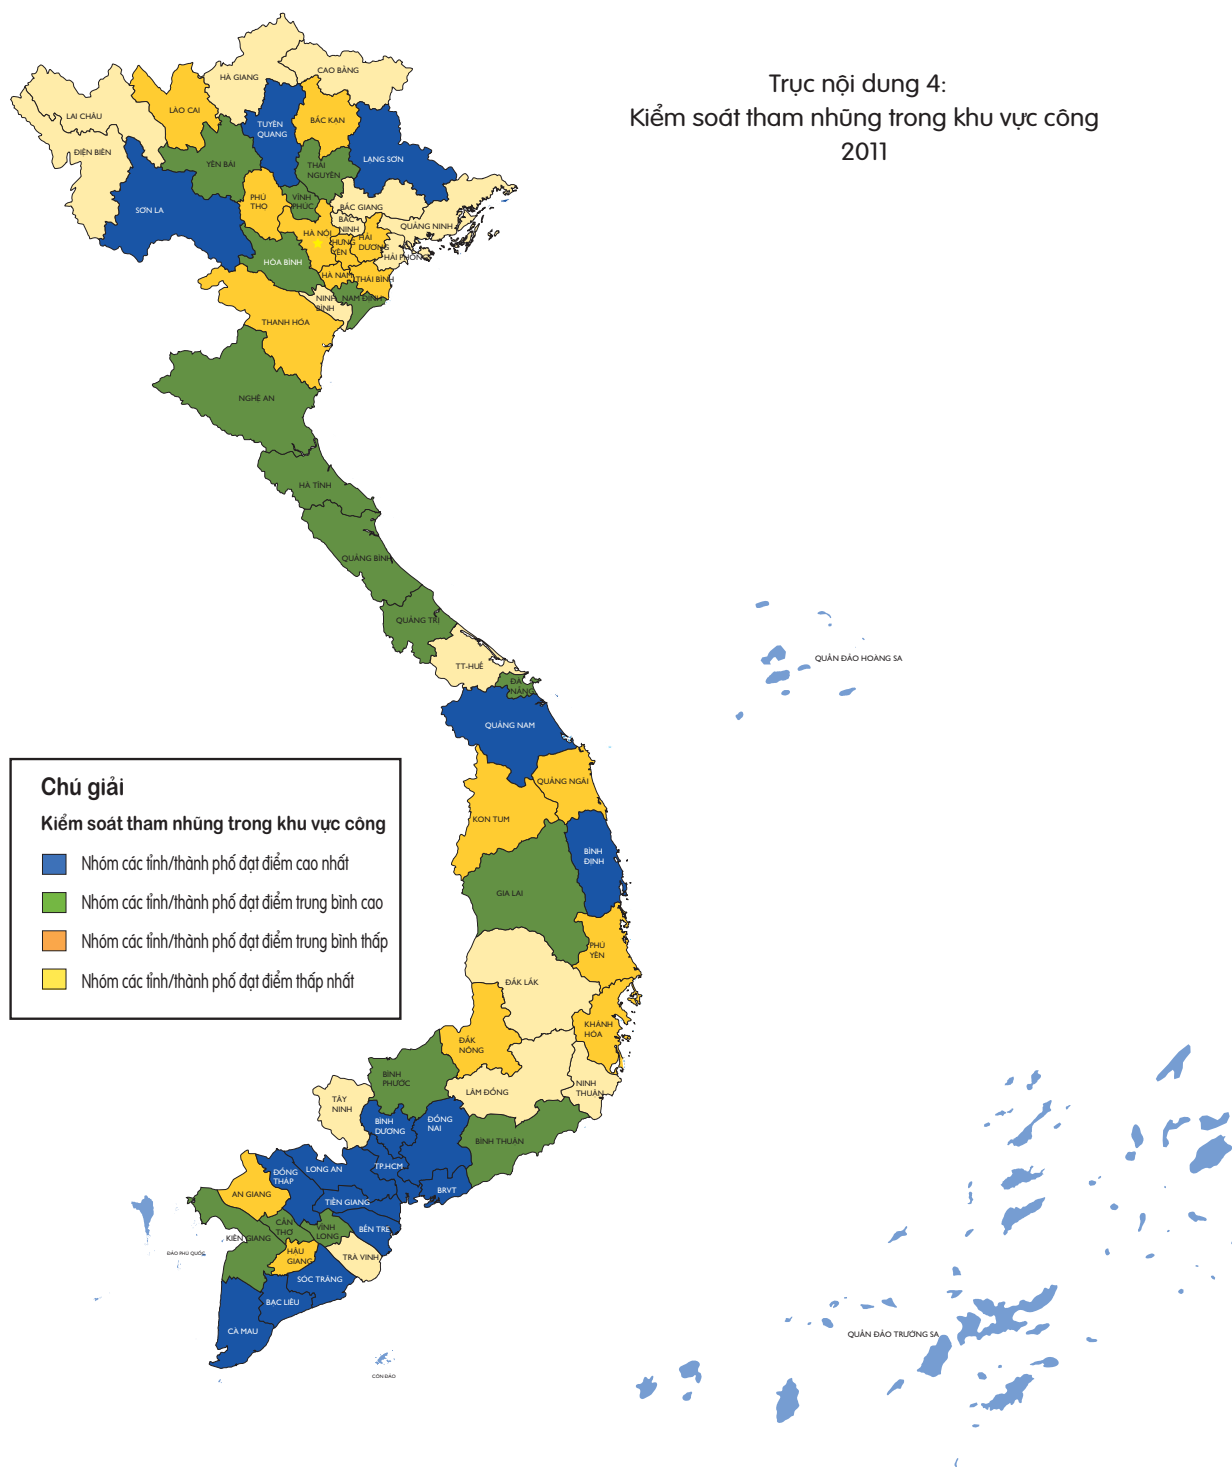 Trục nội dung 4:
Kiểm soát tham nhũng trong khu vực công
2011
HÀ GIANG
CAO BẰNG
LAI CHÂU
LÀO CAI
BẮC KẠN
TUYÊN
QUANG
ĐIỆN BIÊN
YÊN BÁI
THÁI
NGUYÊN
LẠNG SƠN
SƠN LA
PHÚ
THỌ
VĨNH
PHÚC
BẮC GIANG
BẮC
NINH
QUẢNG NINH
HÀ NỘI
HƯNG
YÊN
HẢI
DƯƠNG
HẢI PHÒNG
HÒA BÌNH
HÀ NAM
THÁI BÌNH
NINH
BÌNH
NAM ĐỊNH
THANH HÓA
NGHỆ AN
HÀ TĨNH
QUẢNG BÌNH
QUẢNG TRỊ
TT-HUẾ
ĐÀ
NẴNG
QUẢN ĐẢO HOÀNG SA
QUẢNG NAM
QUẢNG NGÃI
KON TUM
BÌNH
ĐỊNH
GIA LAI
PHÚ
YÊN
ĐẮK LẮK
KHÁNH
HÒA
ĐẮK
NÔNG
BÌNH
PHƯỚC
LÂM ĐỒNG
NINH
THUẬN
TÂY
NINH
BÌNH
DƯƠNG
ĐỒNG
NAI
BÌNH THUẬN
TP.HCM
LONG AN
ĐỒNG
THÁP
BRVT
AN GIANG
TIỀN GIANG
CẦN
THƠ
VĨNH
LONG
BẾN TRE
KIÊN GIANG
HẬU
GIANG
TRÀ VINH
ĐẢO PHÚ QUỐC
SÓC TRĂNG
BẠC LIÊU
CÀ MAU
CÔN ĐẢO
QUẦN ĐẢO TRƯỜNG SA
Chú giải
Kiểm soát tham nhũng trong khu vực công
Nhóm các tỉnh/thành phố đạt điểm cao nhất
Nhóm các tỉnh/thành phố đạt điểm trung bình cao
Nhóm các tỉnh/thành phố đạt điểm trung bình thấp
Nhóm các tỉnh/thành phố đạt điểm thấp nhất